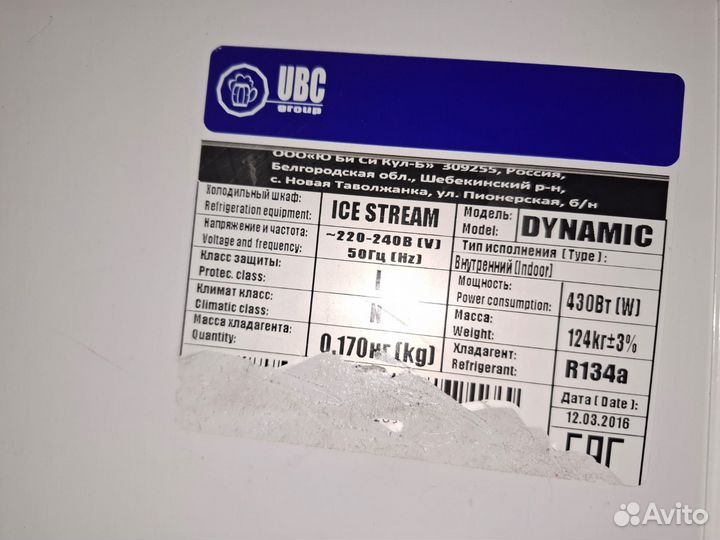 UBC
group
ООО«Ю Би Си Кул-Б» 309255, Россия,
Белгородская обл., Шебекинский р-н,
с. Новая Таволжанка, ул. Пионерская, б/н
Холодильный шкаф:
Refrigeration equipment:
ICE STREAM
Модель:
Model:
DYNAMIC
Напряжение и частота:
Voltage and frequency:
~220-240В (V)
50Гц (Hz)
Тип исполнения (Type):
Внутренний (Indoor)
Класс защиты:
Protec. class:
I
Мощность:
Power consumption:
430Вт (W)
Климат класс:
Climatic class:
N
Масса:
Weight:
124кг±3%
Масса хладагента:
Quantity:
0,170кг (kg)
Хладагент:
Refrigerant:
R134a
Дата (Date):
12.03.2016
EAC
Avito